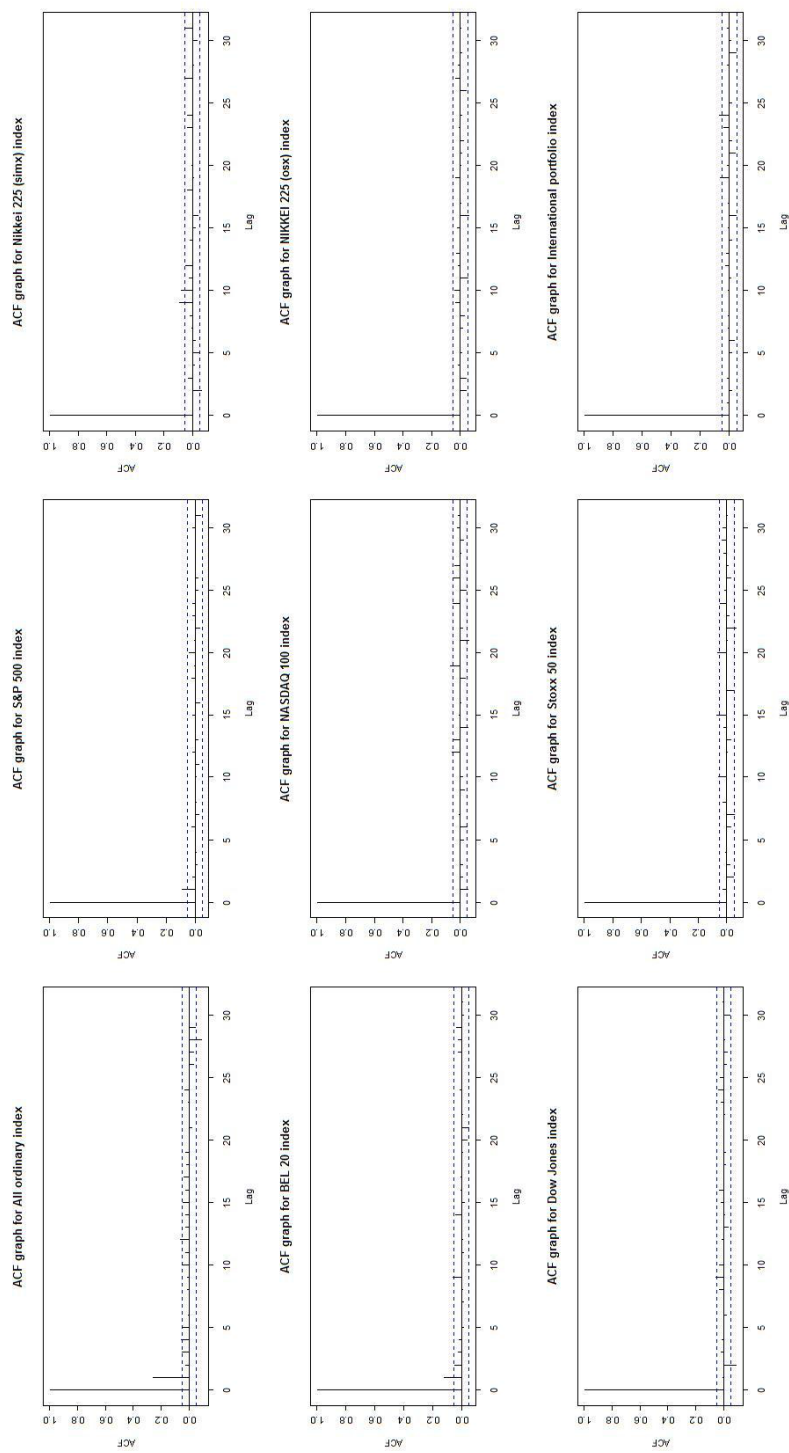 ACF graph for All ordinary index
ACF graph for S&P 500 index
ACF graph for Nikkei 225 (simx) index
ACF
1.0
0.8
0.6
0.4
0.2
0.0
0 5 10 15 20 25 30
Lag
ACF
1.0
0.8
0.6
0.4
0.2
0.0
0 5 10 15 20 25 30
Lag
ACF
1.0
0.8
0.6
0.4
0.2
0.0
0 5 10 15 20 25 30
Lag
ACF graph for BEL 20 index
ACF graph for NASDAQ 100 index
ACF graph for NIKKEI 225 (osx) index
ACF
1.0
0.8
0.6
0.4
0.2
0.0
0 5 10 15 20 25 30
Lag
ACF
1.0
0.8
0.6
0.4
0.2
0.0
0 5 10 15 20 25 30
Lag
ACF
1.0
0.8
0.6
0.4
0.2
0.0
0 5 10 15 20 25 30
Lag
ACF graph for Dow Jones index
ACF graph for Stoxx 50 index
ACF graph for International portfolio index
ACF
1.0
0.8
0.6
0.4
0.2
0.0
0 5 10 15 20 25 30
Lag
ACF
1.0
0.8
0.6
0.4
0.2
0.0
0 5 10 15 20 25 30
Lag
ACF
1.0
0.8
0.6
0.4
0.2
0.0
0 5 10 15 20 25 30
Lag